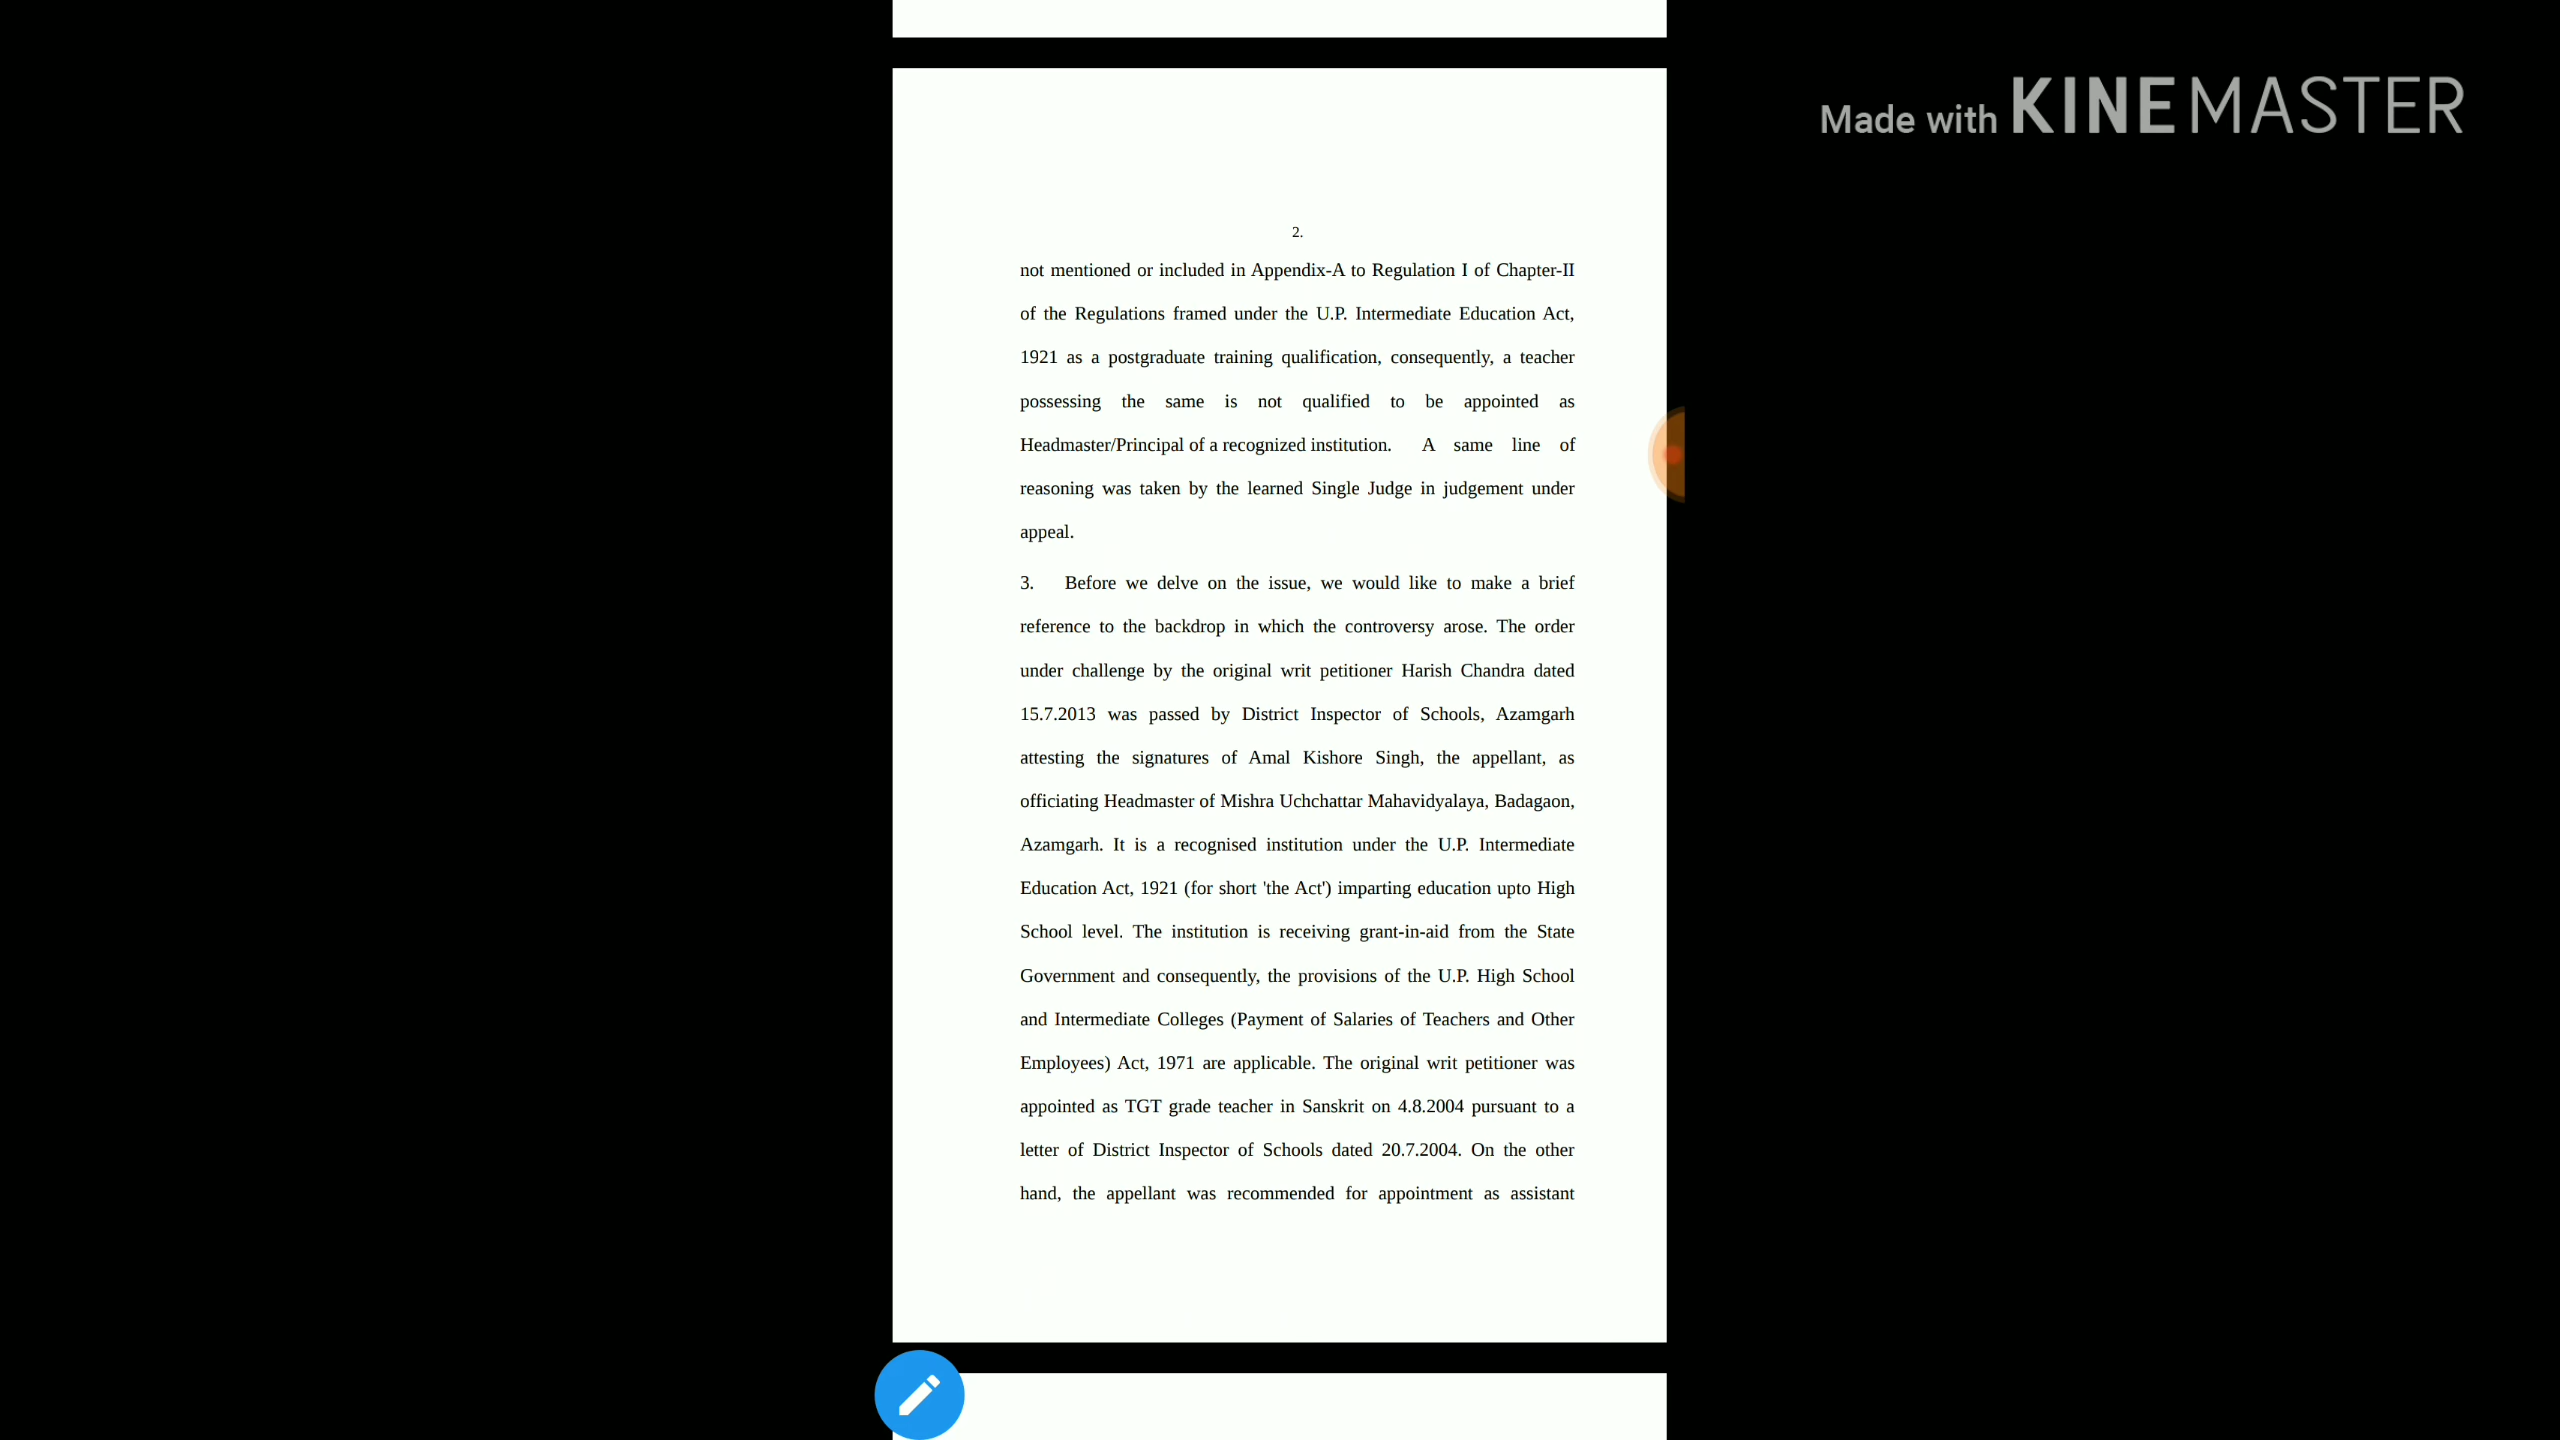 Made with KINEMASTER
2.
not mentioned or included in Appendix-A to Regulation I of Chapter-II
of the Regulations framed under the U.P. Intermediate Education Act,
1921 as a postgraduate training qualification, consequently, a teacher
possessing the same is not qualified to be appointed as
Headmaster/Principal of a recognized institution. A same line of
reasoning was taken by the learned Single Judge in judgement under
appeal.
3. Before we delve on the issue, we would like to make a brief
reference to the backdrop in which the controversy arose. The order
under challenge by the original writ petitioner Harish Chandra dated
15.7.2013 was passed by District Inspector of Schools, Azamgarh
attesting the signatures of Amal Kishore Singh, the appellant, as
officiating Headmaster of Mishra Uchchattar Mahavidyalaya, Badagaon,
Azamgarh. It is a recognised institution under the U.P. Intermediate
Education Act, 1921 (for short 'the Act') imparting education upto High
School level. The institution is receiving grant-in-aid from the State
Government and consequently, the provisions of the U.P. High School
and Intermediate Colleges (Payment of Salaries of Teachers and Other
Employees) Act, 1971 are applicable. The original writ petitioner was
appointed as TGT grade teacher in Sanskrit on 4.8.2004 pursuant to a
letter of District Inspector of Schools dated 20.7.2004. On the other
hand, the appellant was recommended for appointment as assistant